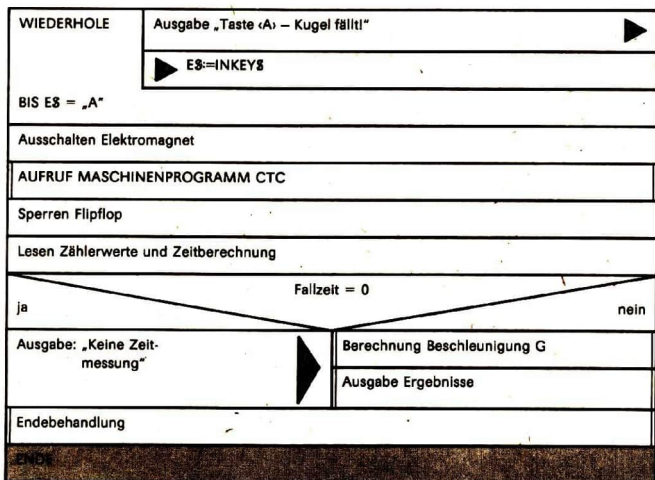 WIEDERHOLE
Ausgabe „Taste ‹A› – Kugel fällt!“
E$:=INKEY$
BIS E$ = „A“
Ausschalten Elektromagnet
AUFRUF MASCHINENPROGRAMM CTC
Sperren Flipflop
Lesen Zählerwerte und Zeitberechnung
Fallzeit = 0
ja
nein
Ausgabe: „Keine Zeit-
messung“
Berechnung Beschleunigung G
Ausgabe Ergebnisse
Endebehandlung
ENDE